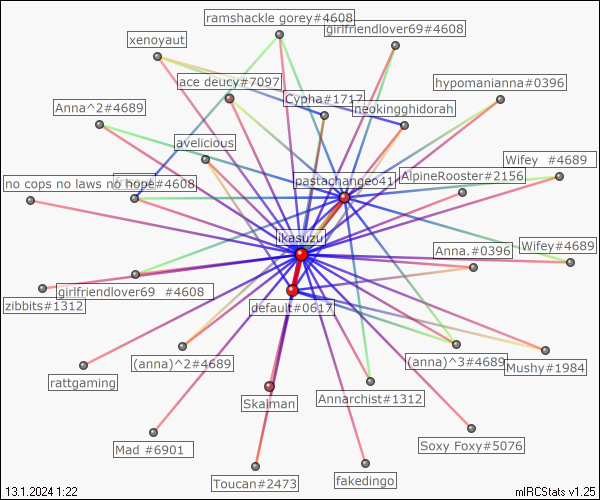 ramshackle gorey#4608
girlfriendlover69#4608
xenoyaut
ace deucy#7097
hypomanianna#0396
Cypha#1717
neokingghidorah
Anna^2#4689
avelicious
Wifey #4689
AlpineRooster#2156
pastachangeo41
no cops no laws no
#4608
ikasuzu
Anna.#0396
Wifey#4689
girlfriendlover69 #4608
zibbits#1312
default#0617
(anna)^2#4689
(anna)^3#4689
Mushy#1984
rattgaming
Skalman
Annarchist#1312
Mad #6901
Soxy Foxy#5076
Toucan#2473
fakedingo
13.1.2024 1:22
mIRCStats v1.25